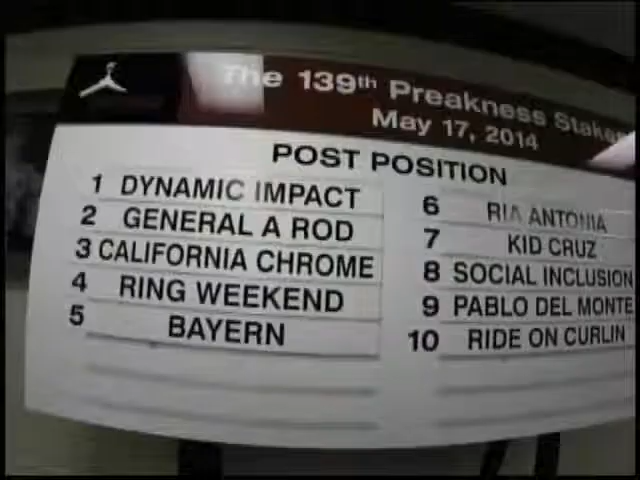 The 139th Preakness Stakes
May 17, 2014
POST POSITION
1 DYNAMIC IMPACT
2 GENERAL A ROD
3 CALIFORNIA CHROME
4 RING WEEKEND
5 BAYERN
6 RIA ANTONIA
7 KID CRUZ
8 SOCIAL INCLUSION
9 PABLO DEL MONTE
10 RIDE ON CURLIN